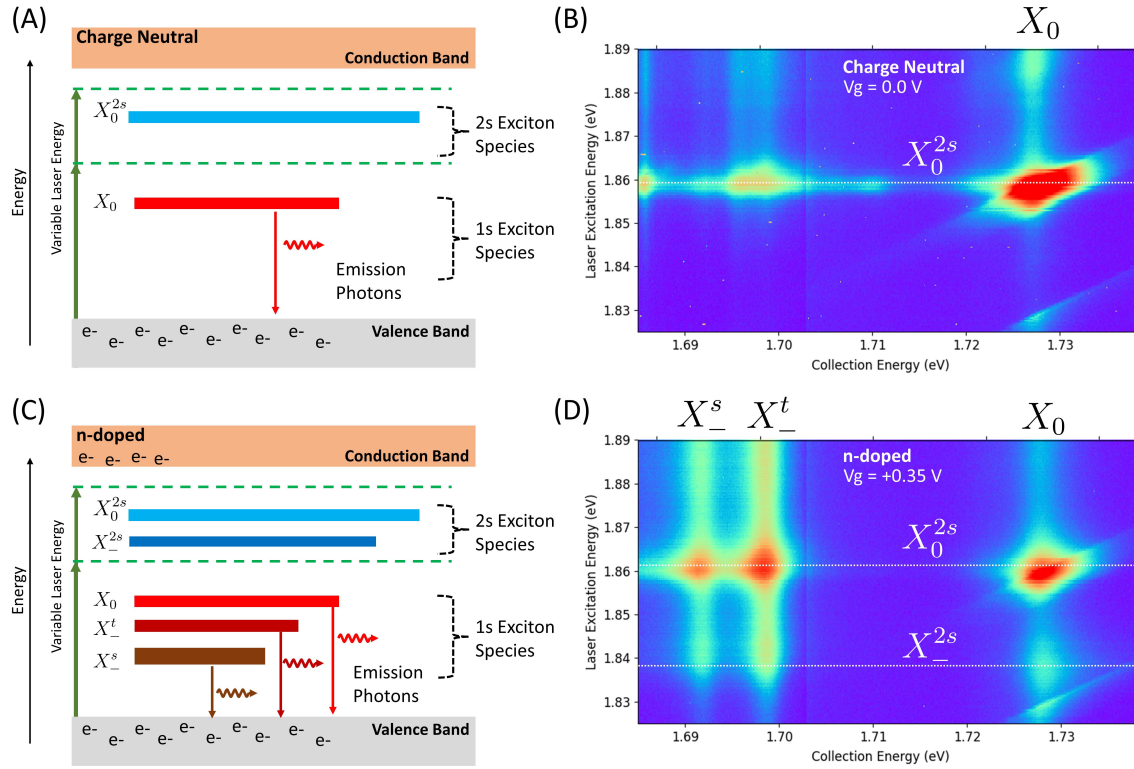 (A)
Charge Neutral
Conduction Band
Energy
Variable Laser Energy
X_0^{2s}
2s Exciton
Species
X_0
1s Exciton
Species
Emission
Photons
e- e- e- e- e- e- e- e- e-
Valence Band
(B)
X_0
Charge Neutral
Vg = 0.0 V
X_0^{2s}
Laser Excitation Energy (eV)
1.89
1.88
1.87
1.86
1.85
1.84
1.83
1.69 1.70 1.71 1.72 1.73
Collection Energy (eV)
(C)
n-doped
e- e- e- e-
Conduction Band
Energy
Variable Laser Energy
X_0^{2s}
X_-^{2s}
2s Exciton
Species
X_0
X_-^t
X_-^s
1s Exciton
Species
Emission
Photons
e- e- e- e- e- e- e- e- e-
Valence Band
(D)
X_-^s X_-^t X_0
n-doped
Vg = +0.35 V
X_0^{2s}
X_-^{2s}
Laser Excitation Energy (eV)
1.89
1.88
1.87
1.86
1.85
1.84
1.83
1.69 1.70 1.71 1.72 1.73
Collection Energy (eV)